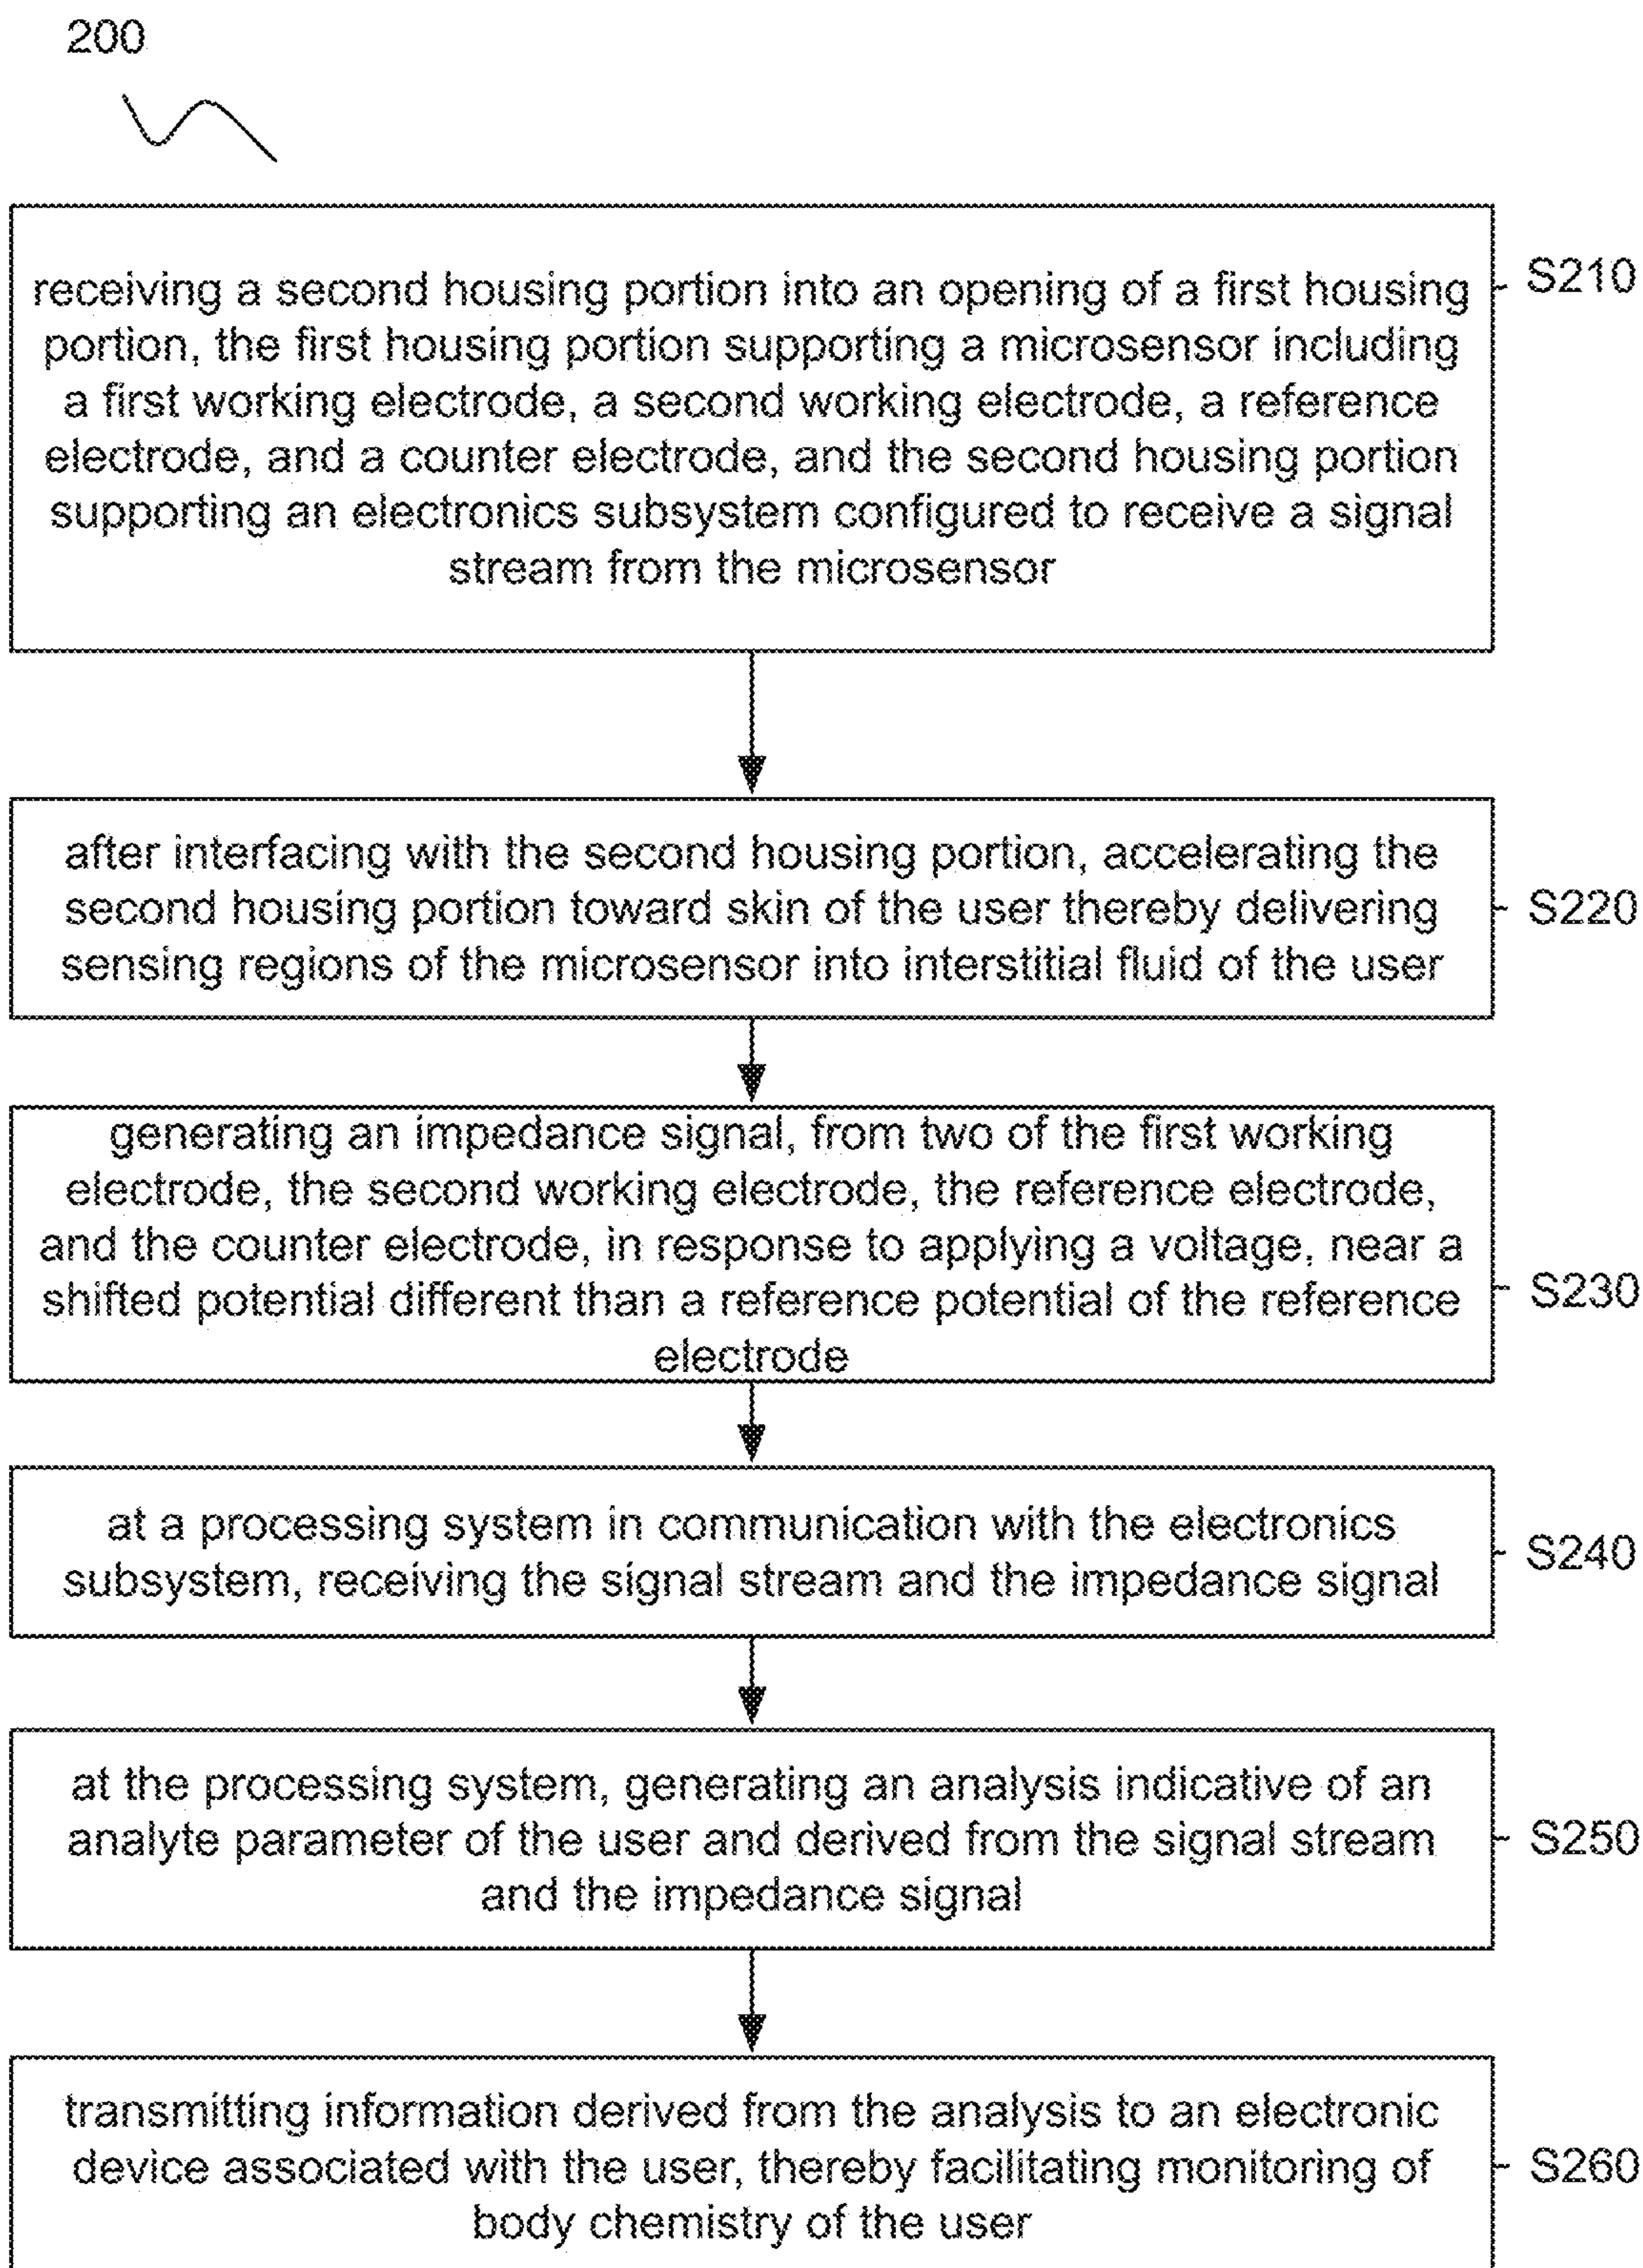 200
receiving a second housing portion into an opening of a first housing
portion, the first housing portion supporting a microsensor including
a first working electrode, a second working electrode, a reference
electrode, and a counter electrode, and the second housing portion
supporting an electronics subsystem configured to receive a signal
stream from the microsensor
S210
after interfacing with the second housing portion, accelerating the
second housing portion toward skin of the user thereby delivering
sensing regions of the microsensor into interstitial fluid of the user
S220
generating an impedance signal, from two of the first working
electrode, the second working electrode, the reference electrode,
and the counter electrode, in response to applying a voltage, near a
shifted potential different than a reference potential of the reference
electrode
S230
at a processing system in communication with the electronics
subsystem, receiving the signal stream and the impedance signal
S240
at the processing system, generating an analysis indicative of an
analyte parameter of the user and derived from the signal stream
and the impedance signal
S250
transmitting information derived from the analysis to an electronic
device associated with the user, thereby facilitating monitoring of
body chemistry of the user
S260